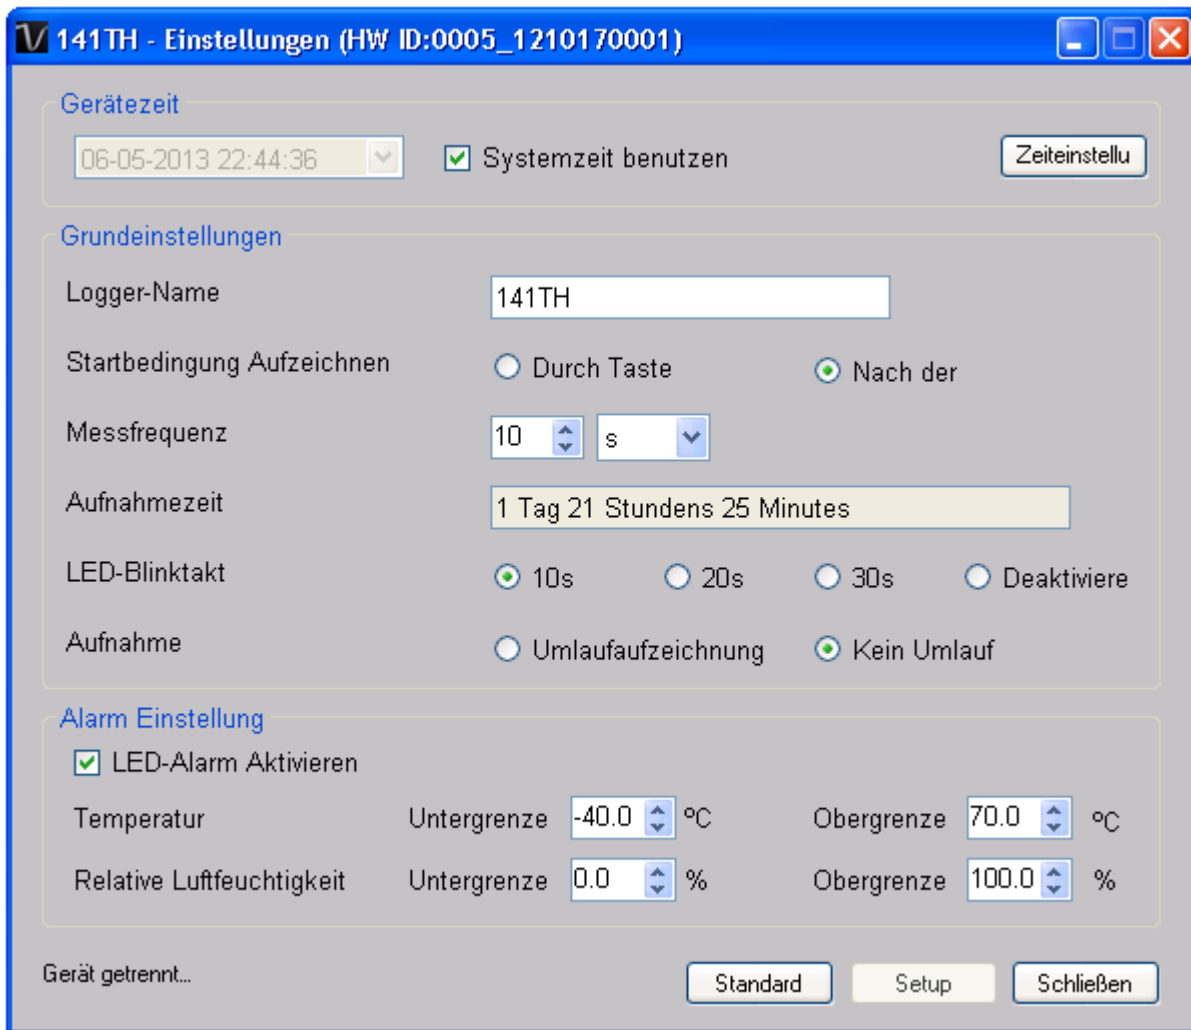 141TH - Einstellungen (HW ID:0005_1210170001)
Gerätezeit
06-05-2013 22:44:36
Systemzeit benutzen
Zeiteinstellu
Grundeinstellungen
Logger-Name
141TH
Startbedingung Aufzeichnen
Durch Taste
Nach der
Messfrequenz
10
s
Aufnahmezeit
1 Tag 21 Stundens 25 Minutes
LED-Blinktakt
10s
20s
30s
Deaktiviere
Aufnahme
Umlaufaufzeichnung
Kein Umlauf
Alarm Einstellung
LED-Alarm Aktivieren
Temperatur
Untergrenze
-40.0
ºC
Obergrenze
70.0
ºC
Relative Luftfeuchtigkeit
Untergrenze
0.0
%
Obergrenze
100.0
%
Gerät getrennt...
Standard
Setup
Schließen